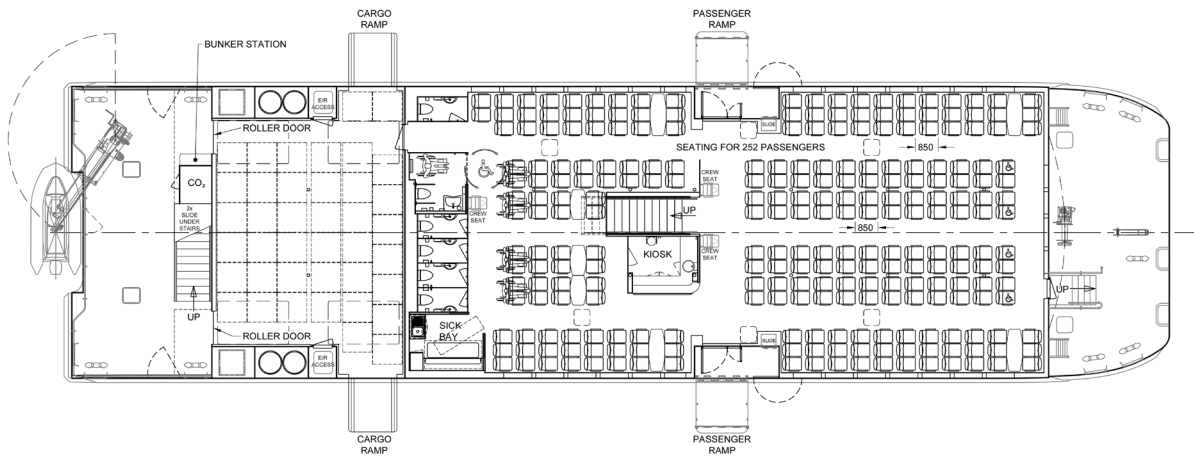 CARGO
RAMP
PASSENGER
RAMP
BUNKER STATION
E/R
ACCESS
ROLLER DOOR
SLIDE
SEATING FOR 252 PASSENGERS
850
CO₂
CREW
SEAT
2x
SLIDE
UNDER
STAIRS
CREW
SEAT
UP
850
KIOSK
CREW
SEAT
UP
UP
SICK
BAY
ROLLER DOOR
SLIDE
E/R
ACCESS
CARGO
RAMP
PASSENGER
RAMP